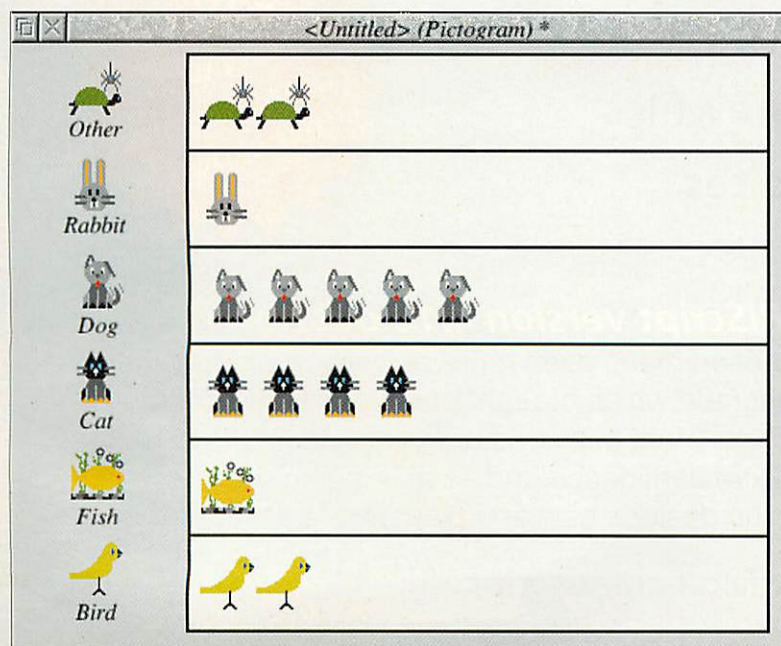 <Untitled> (Pictogram) *
Other
Rabbit
Dog
Cat
Fish
Bird